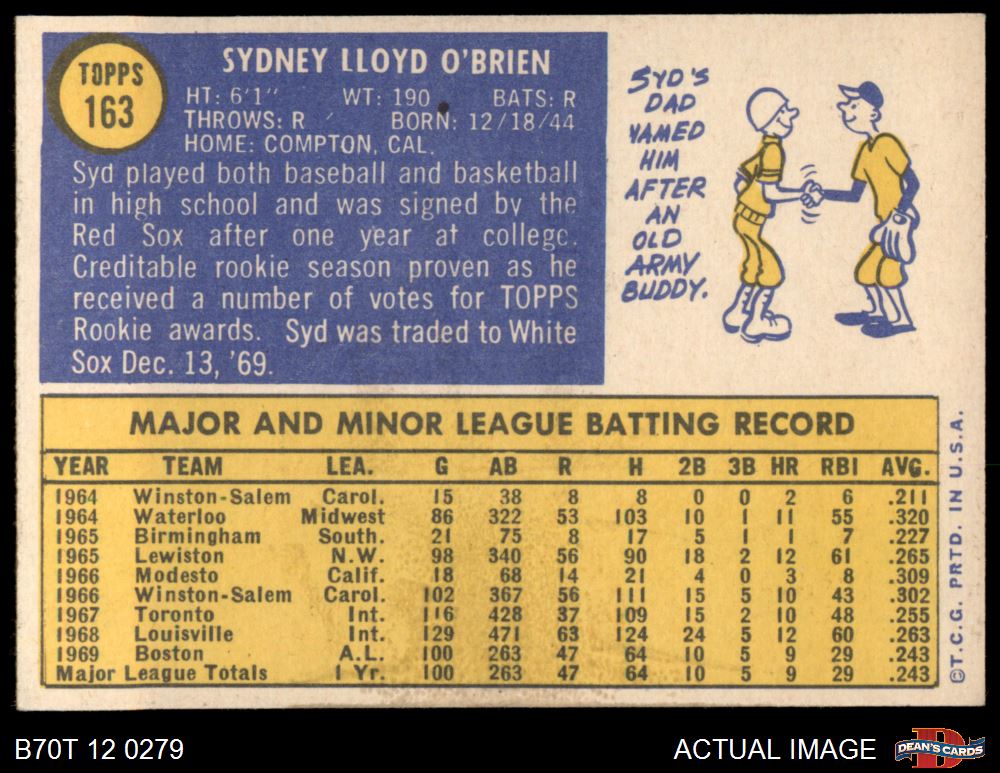 TOPPS
163
SYDNEY LLOYD O'BRIEN
HT: 6'1" WT: 190 BATS: R
THROWS: R BORN: 12/18/44
HOME: COMPTON, CAL.
Syd played both baseball and basketball
in high school and was signed by the
Red Sox after one year at college.
Creditable rookie season proven as he
received a number of votes for TOPPS
Rookie awards. Syd was traded to White
Sox Dec. 13, '69.
SYD'S
DAD
NAMED
HIM
AFTER
AN
OLD
ARMY
BUDDY.
MAJOR AND MINOR LEAGUE BATTING RECORD
YEAR TEAM LEA. G AB R H 2B 3B HR RBI AVG.
1964 Winston-Salem Carol. 15 38 8 8 0 0 2 6 .211
1964 Waterloo Midwest 86 322 53 103 10 1 11 55 .320
1965 Birmingham South. 21 75 8 17 5 1 1 7 .227
1965 Lewiston N.W. 98 340 56 90 18 2 12 61 .265
1966 Modesto Calif. 18 68 14 21 4 0 3 8 .309
1966 Winston-Salem Carol. 102 367 56 111 15 5 10 43 .302
1967 Toronto Int. 116 428 37 109 15 2 10 48 .255
1968 Louisville Int. 129 471 63 124 24 5 12 60 .263
1969 Boston A.L. 100 263 47 64 10 5 9 29 .243
Major League Totals 1 Yr. 100 263 47 64 10 5 9 29 .243
©T.C.G. PRTD. IN U.S.A.
B70T 12 0279
ACTUAL IMAGE
D
DEAN'S CARDS